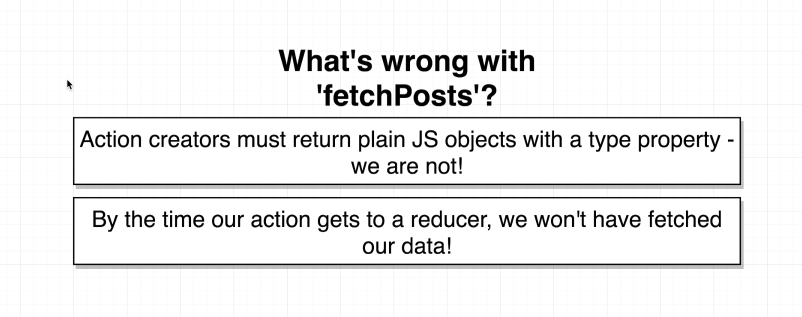 What's wrong with
'fetchPosts'?
Action creators must return plain JS objects with a type property -
we are not!
By the time our action gets to a reducer, we won't have fetched
our data!